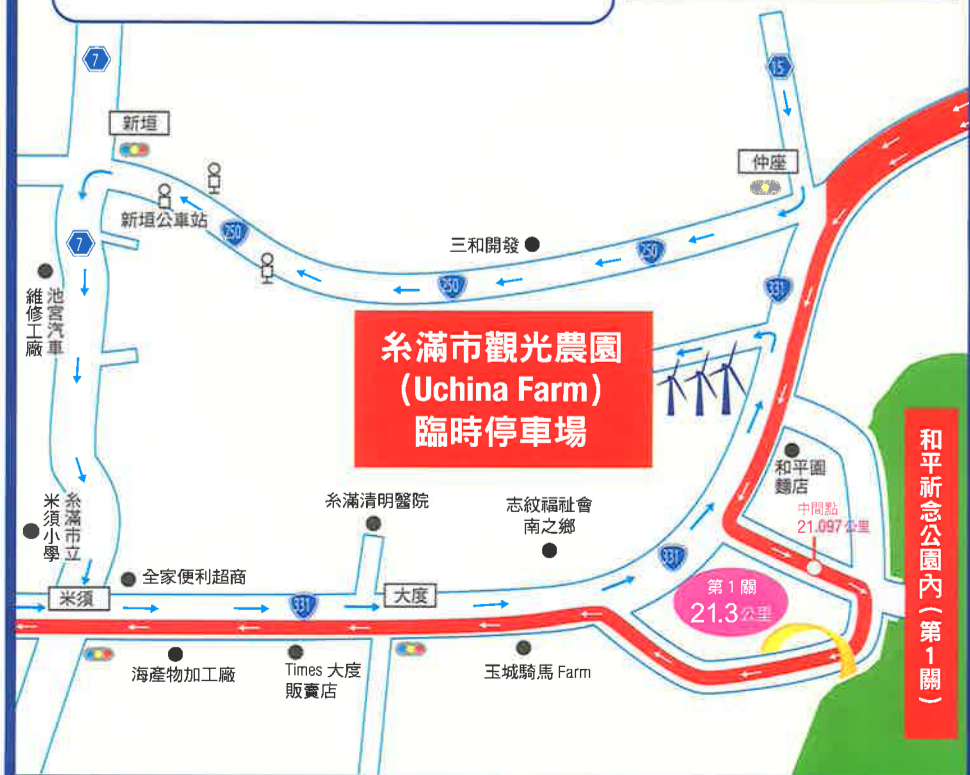 7
15
新垣
仲座
新垣公車站
250
三和開發
250
7
250
331
池宮汽車
維修工廠
糸滿市觀光農園
(Uchina Farm)
臨時停車場
和平園
麵店
中間點
21.097公里
和平祈念公園內(第1關)
糸滿市立
米須小學
糸滿清明醫院
志紋福祉會
南之鄉
331
全家便利超商
第1關
21.3公里
米須
331
大度
海產物加工廠
Times 大度
販賣店
玉城騎馬 Farm